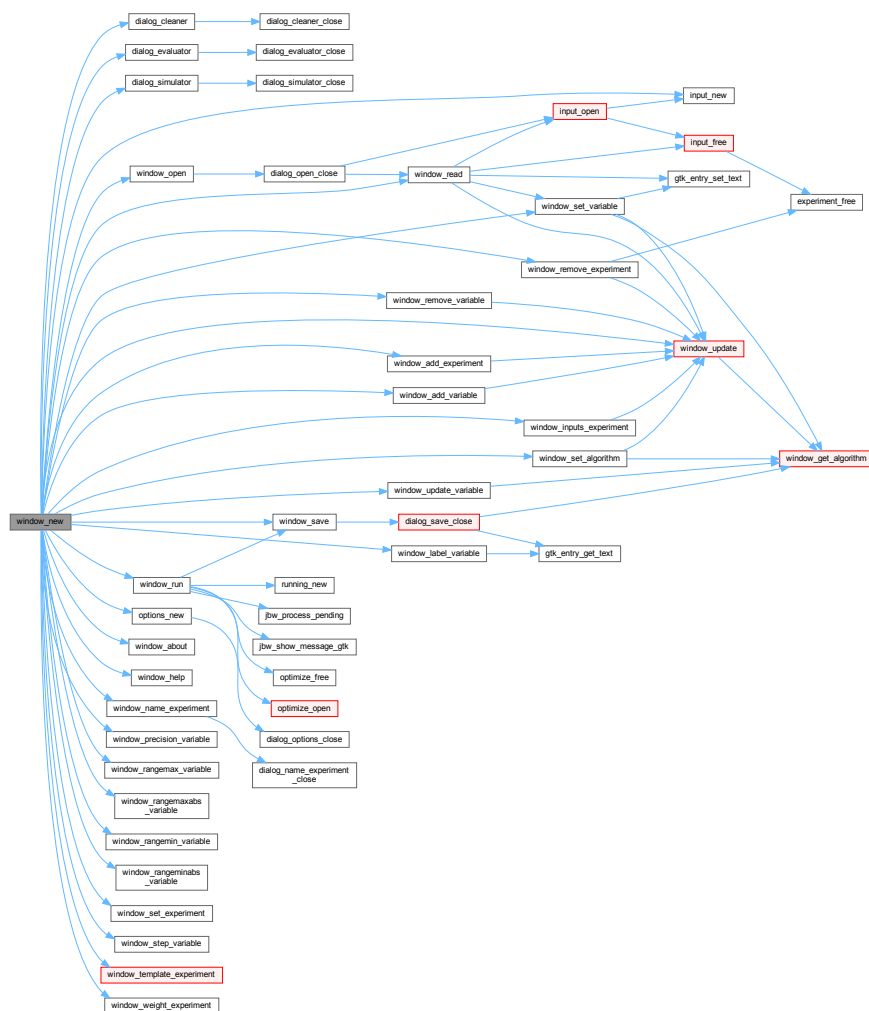 dialog_cleaner
dialog_cleaner_close
dialog_evaluator
dialog_evaluator_close
dialog_simulator
dialog_simulator_close
input_new
input_open
input_free
window_open
dialog_open_close
window_read
gtk_entry_set_text
experiment_free
window_set_variable
window_remove_experiment
window_remove_variable
window_update
window_add_experiment
window_add_variable
window_inputs_experiment
window_set_algorithm
window_get_algorithm
window_update_variable
window_new
window_save
dialog_save_close
window_label_variable
gtk_entry_get_text
window_run
running_new
options_new
jbw_process_pending
window_about
jbw_show_message_gtk
window_help
optimize_free
window_name_experiment
optimize_open
window_precision_variable
dialog_options_close
window_rangemax_variable
dialog_name_experiment
_close
window_rangemaxabs
_variable
window_rangemin_variable
window_rangeminabs
_variable
window_set_experiment
window_step_variable
window_template_experiment
window_weight_experiment